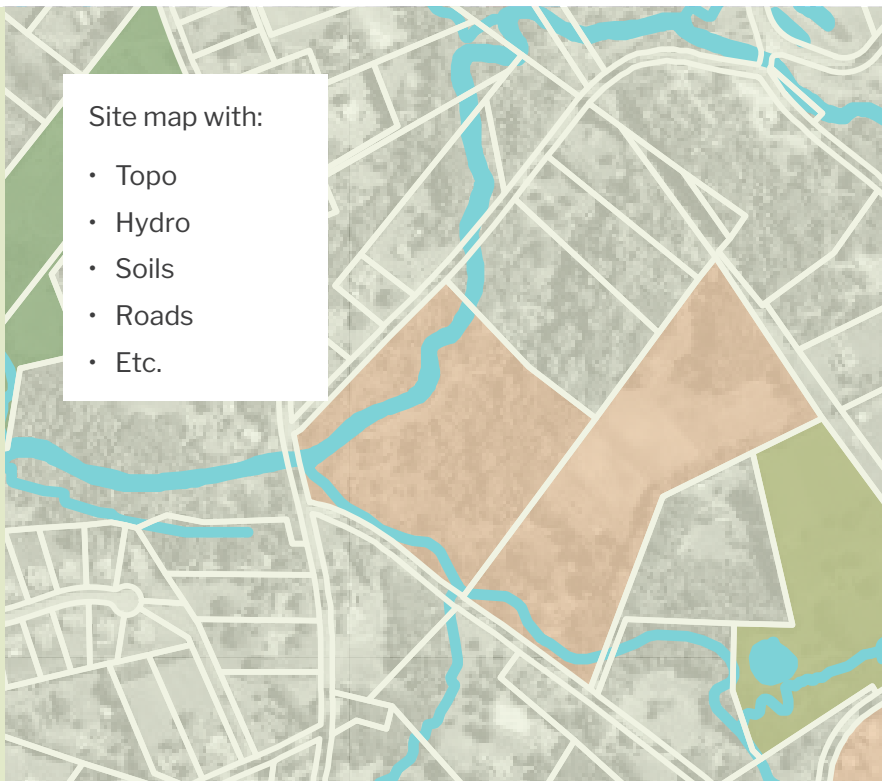 Site map with:
• Topo
• Hydro
• Soils
• Roads
• Etc.